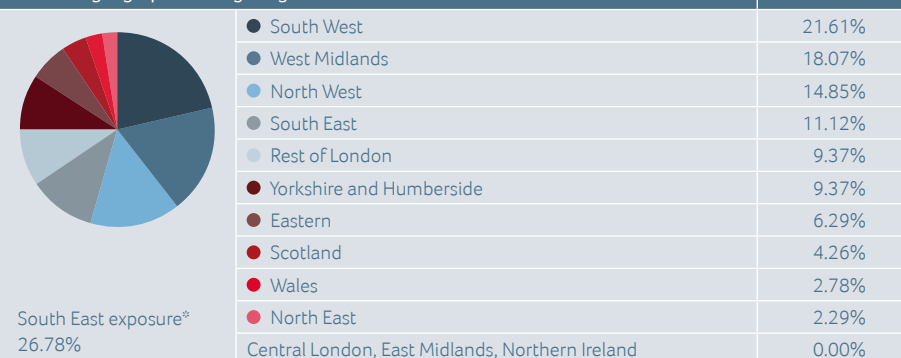 South West 21.61%
West Midlands 18.07%
North West 14.85%
South East 11.12%
Rest of London 9.37%
Yorkshire and Humberside 9.37%
Eastern 6.29%
Scotland 4.26%
Wales 2.78%
North East 2.29%
Central London, East Midlands, Northern Ireland 0.00%
South East exposure*
26.78%